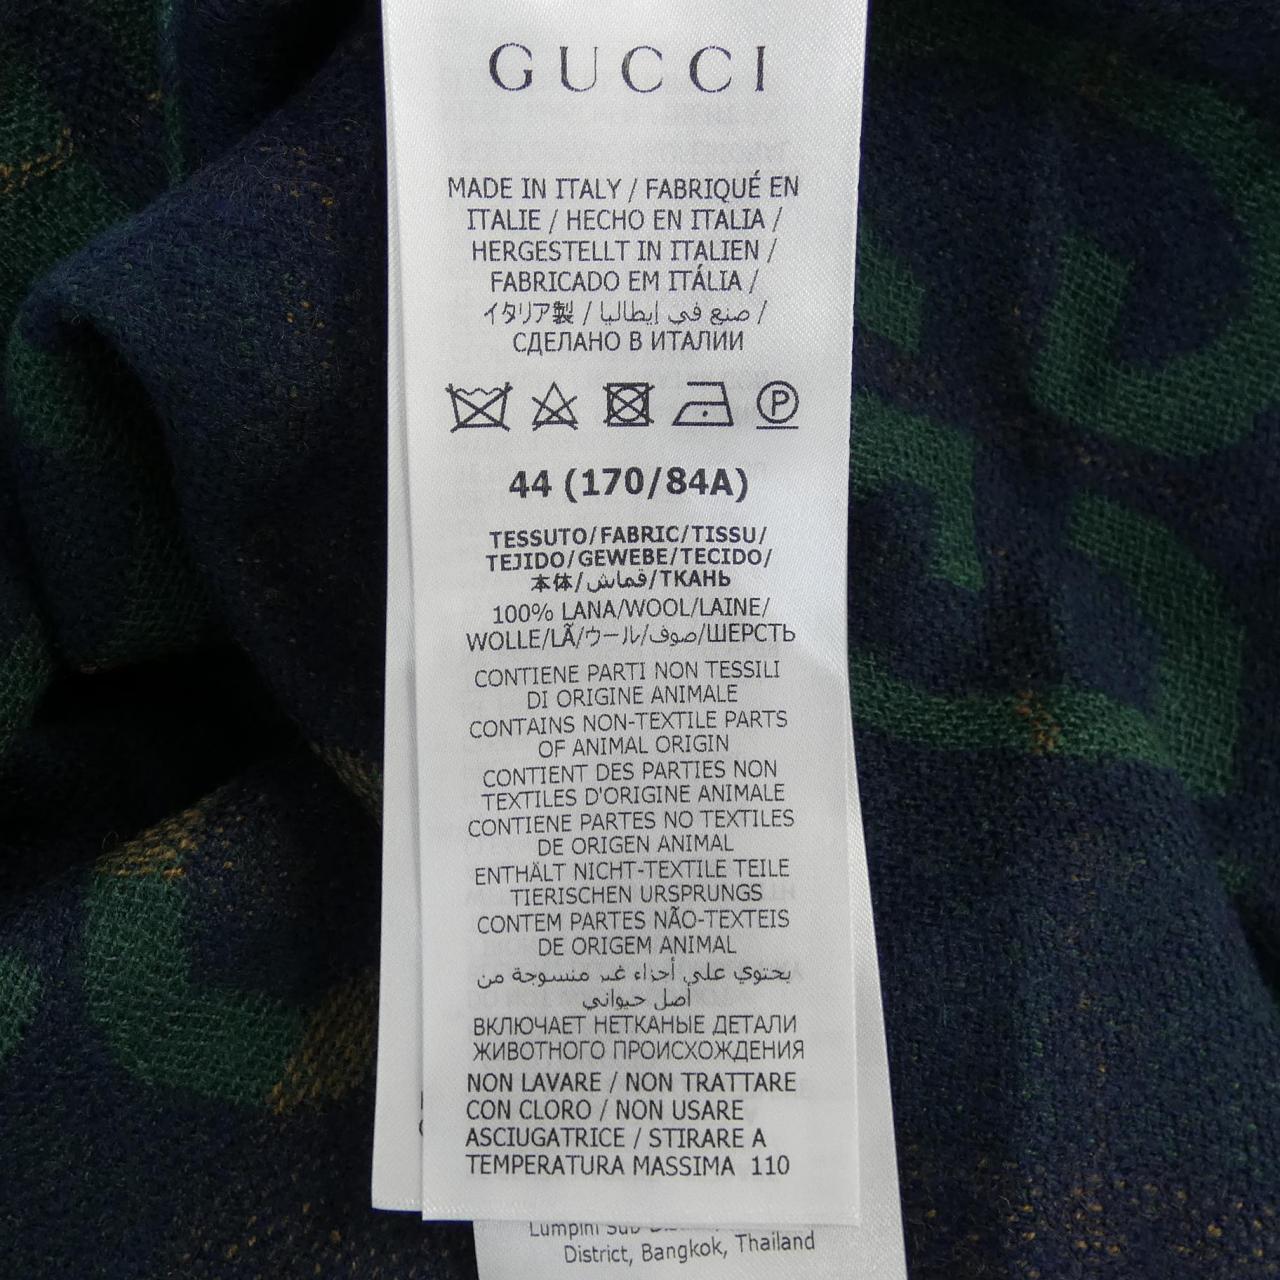 GUCCI
MADE IN ITALY / FABRIQUÉ EN
ITALIE / HECHO EN ITALIA /
HERGESTELLT IN ITALIEN /
FABRICADO EM ITÁLIA /
イタリア製 / صنع في إيطاليا /
СДЕЛАНО В ИТАЛИИ
P
44 (170/84A)
TESSUTO/FABRIC/TISSU/
TEJIDO/GEWEBE/TECIDO/
本体/قماش/ТКАНЬ
100% LANA/WOOL/LAINE/
WOLLE/LÃ/ウール/صوف/ШЕРСТЬ
CONTIENE PARTI NON TESSILI
DI ORIGINE ANIMALE
CONTAINS NON-TEXTILE PARTS
OF ANIMAL ORIGIN
CONTIENT DES PARTIES NON
TEXTILES D'ORIGINE ANIMALE
CONTIENE PARTES NO TEXTILES
DE ORIGEN ANIMAL
ENTHÄLT NICHT-TEXTILE TEILE
TIERISCHEN URSPRUNGS
CONTEM PARTES NÃO-TEXTEIS
DE ORIGEM ANIMAL
يحتوي على أجزاء غير منسوجة من
أصل حيواني
ВКЛЮЧАЕТ НЕТКАНЫЕ ДЕТАЛИ
ЖИВОТНОГО ПРОИСХОЖДЕНИЯ
NON LAVARE / NON TRATTARE
CON CLORO / NON USARE
ASCIUGATRICE / STIRARE A
TEMPERATURA MASSIMA 110
Lumpini Sub
District, Bangkok, Thailand